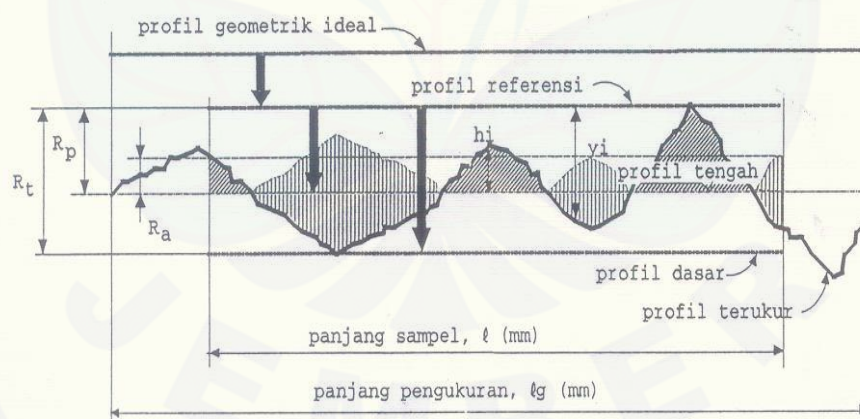 profil geometrik ideal
profil referensi
Rp
hi
yi
profil tengah
Rt
Ra
profil dasar
profil terukur
panjang sampel, ℓ (mm)
panjang pengukuran, ℓg (mm)
JEMBER